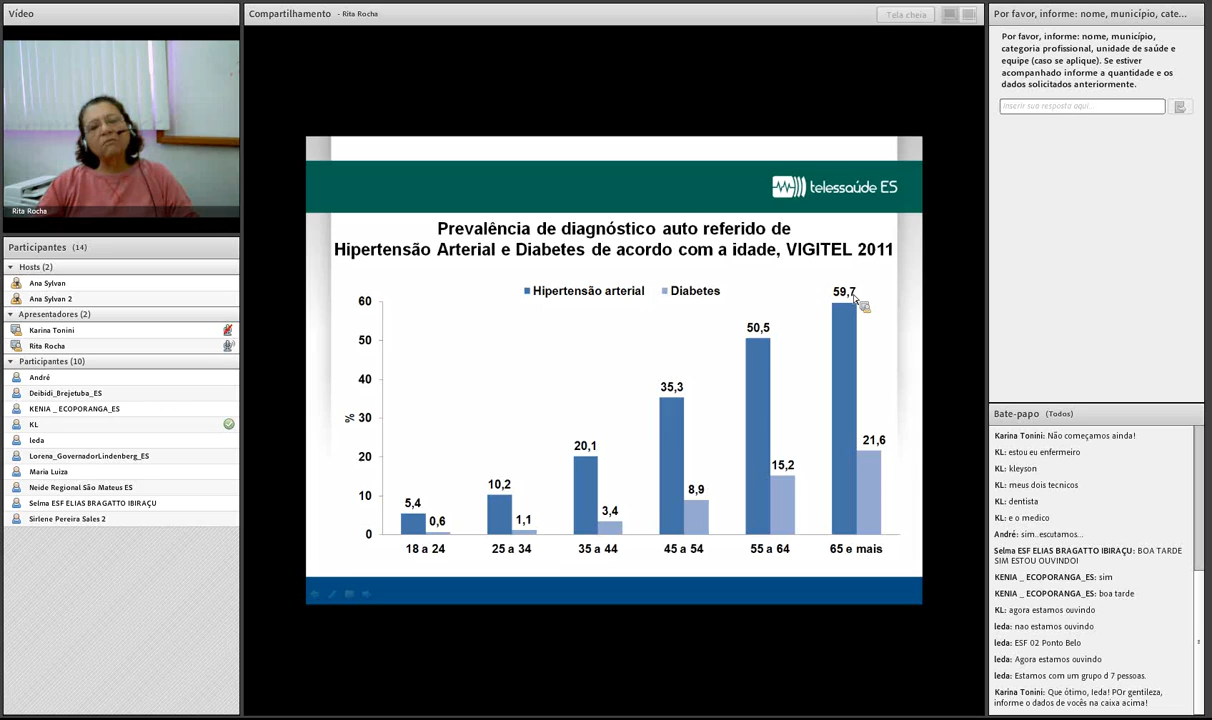 Vídeo
Rita Rocha
Participantes (14)
Hosts (2)
Ana Sylvan
Ana Sylvan 2
Apresentadores (2)
Karina Tonini
Rita Rocha
Participantes (10)
André
Deibidi_Brejetuba_ES
KENIA _ ECOPORANGA_ES
KL
leda
Lorena_GovernadorLindenberg_ES
Maria Luiza
Neide Regional São Mateus ES
Selma ESF ELIAS BRAGATTO IBIRAÇU
Sirlene Pereira Sales 2
Compartilhamento - Rita Rocha
Tela cheia
telessaúde ES
Prevalência de diagnóstico auto referido de
Hipertensão Arterial e Diabetes de acordo com a idade, VIGITEL 2011
Hipertensão arterial Diabetes
%
60
50
40
30
20
10
0
5,4 0,6
10,2 1,1
20,1 3,4
35,3 8,9
50,5 15,2
59,7 21,6
18 a 24 25 a 34 35 a 44 45 a 54 55 a 64 65 e mais
Por favor, informe: nome, município, cate...
Por favor, informe: nome, município,
categoria profissional, unidade de saúde e
equipe (caso se aplique). Se estiver
acompanhado informe a quantidade e os
dados solicitados anteriormente.
Inserir sua resposta aqui...
Bate-papo (Todos)
Karina Tonini: Não começamos ainda!
KL: estou eu enfermeiro
KL: kleyson
KL: meus dois tecnicos
KL: dentista
KL: e o medico
André: sim..escutamos...
Selma ESF ELIAS BRAGATTO IBIRAÇU: BOA TARDE
SIM ESTOU OUVINDOI
KENIA _ ECOPORANGA_ES: sim
KENIA _ ECOPORANGA_ES: boa tarde
KL: agora estamos ouvindo
leda: nao estamos ouvindo
leda: ESF 02 Ponto Belo
leda: Agora estamos ouvindo
leda: Estamos com um grupo d 7 pessoas.
Karina Tonini: Que ótimo, Ieda! POr gentileza,
informe o dados de vocês na caixa acima!